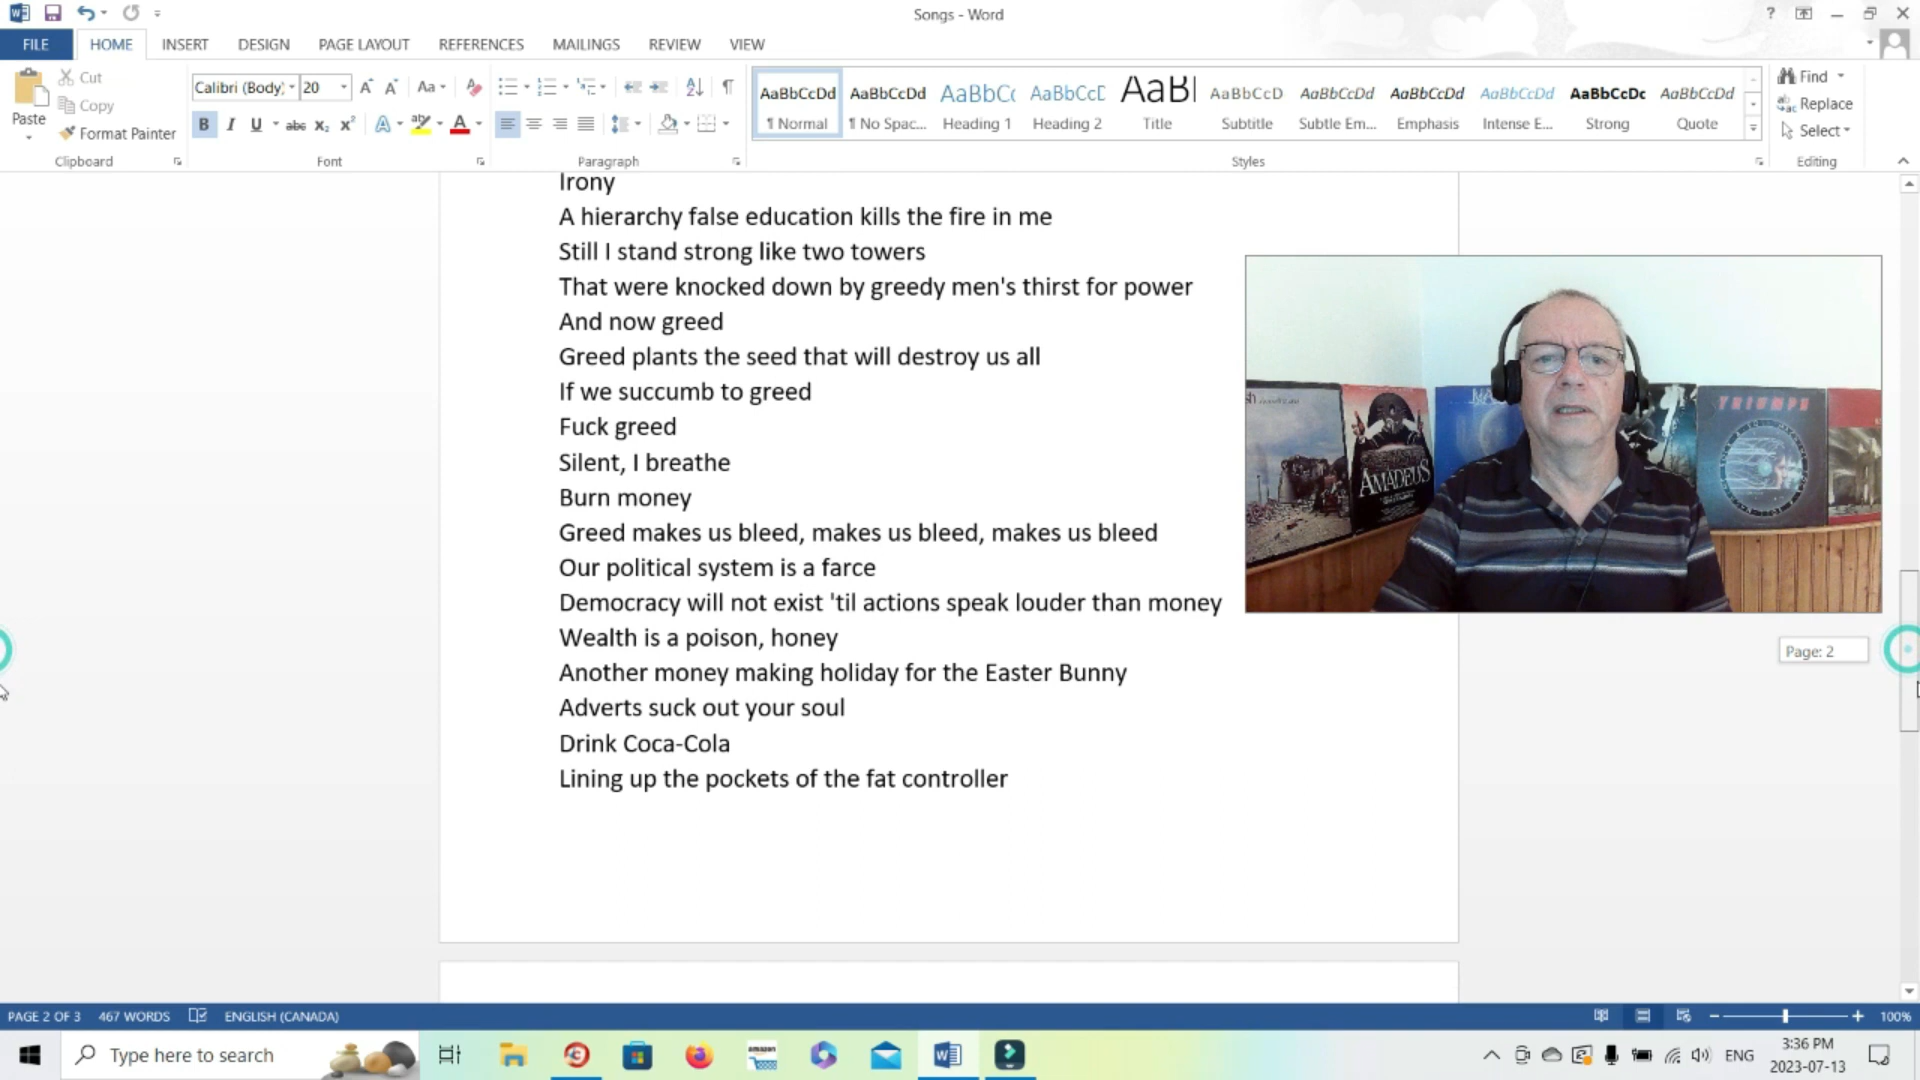 Songs - Word
FILE HOME INSERT DESIGN PAGE LAYOUT REFERENCES MAILINGS REVIEW VIEW
Paste
Cut
Copy
Format Painter
Clipboard
Calibri (Body) 20
Font
Paragraph
AaBbCcDd AaBbCcDd AaBbC AaBbCcD AaBl AaBbCcD AaBbCcDd AaBbCcDd AaBbCcDd AaBbCcDc AaBbCcDd
¶ Normal ¶ No Spac... Heading 1 Heading 2 Title Subtitle Subtle Em... Emphasis Intense E... Strong Quote
Styles
Find
Replace
Select
Editing
Irony
A hierarchy false education kills the fire in me
Still I stand strong like two towers
That were knocked down by greedy men's thirst for power
And now greed
Greed plants the seed that will destroy us all
If we succumb to greed
Fuck greed
Silent, I breathe
Burn money
Greed makes us bleed, makes us bleed, makes us bleed
Our political system is a farce
Democracy will not exist 'til actions speak louder than money
Wealth is a poison, honey
Another money making holiday for the Easter Bunny
Adverts suck out your soul
Drink Coca-Cola
Lining up the pockets of the fat controller
AMADEUS
TRIUMPH
Page: 2
PAGE 2 OF 3 467 WORDS ENGLISH (CANADA)
100%
Type here to search
amazon
ENG
3:36 PM
2023-07-13